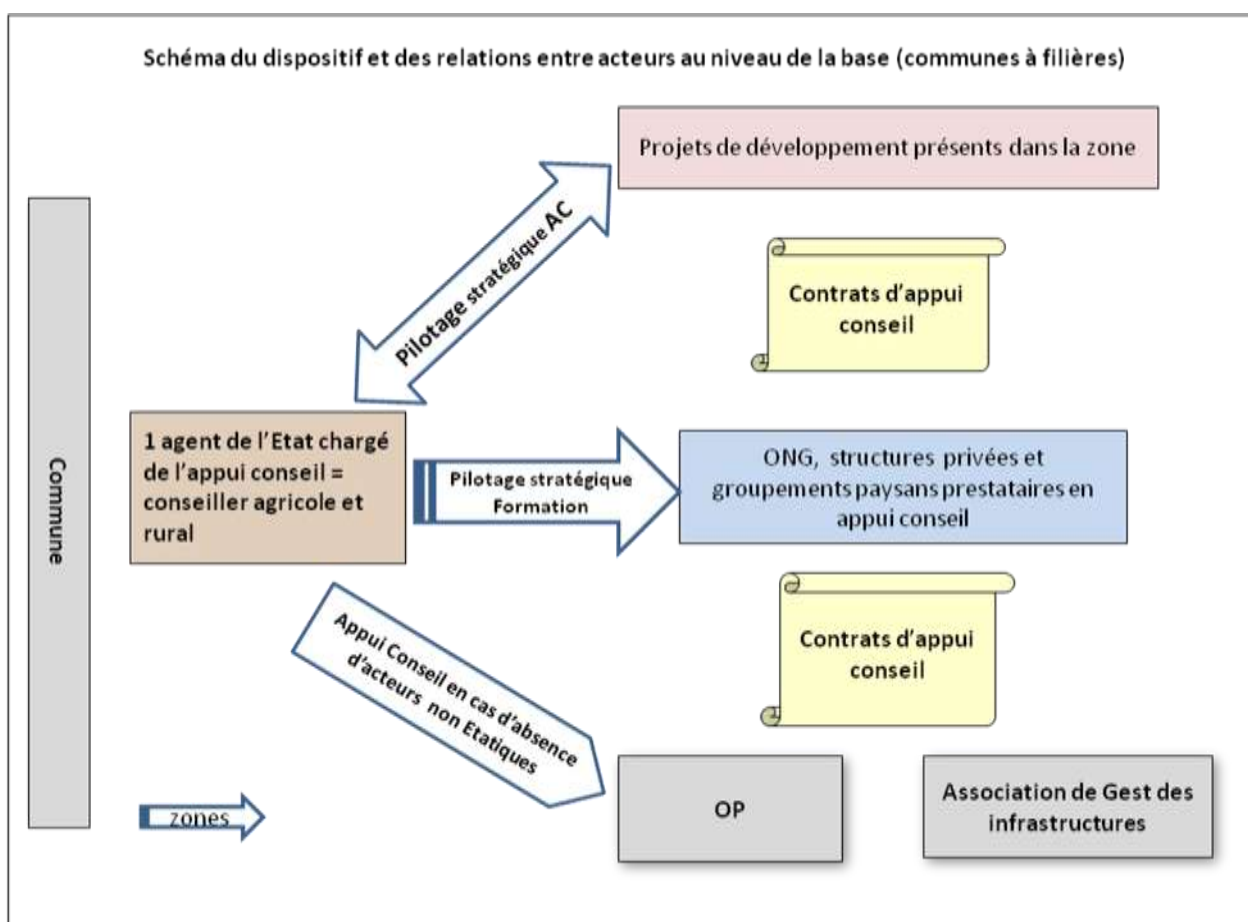 Schéma du dispositif et des relations entre acteurs au niveau de la base (communes à filières)
Projets de développement présents dans la zone
Pilotage stratégique AC
Contrats d'appui
conseil
Commune
1 agent de l'Etat chargé
de l'appui conseil =
conseiller agricole et
rural
Pilotage stratégique
Formation
ONG, structures privées et
groupements paysans prestataires en
appui conseil
Appui Conseil en cas d'absence
d'acteurs non Etatiques
Contrats d'appui
conseil
zones
OP
Association de Gest des
infrastructures